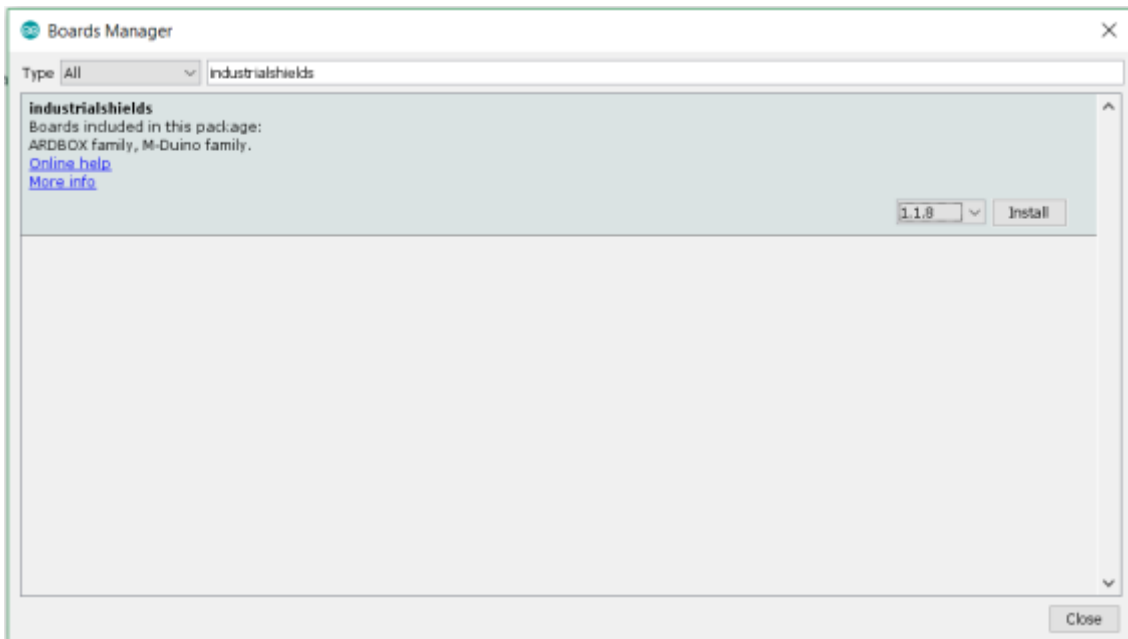 Boards Manager
Type All industrialshields
industrialshields
Boards included in this package:
ARDBOX family, M-Duino family.
Online help
More info
1.1.8 Install
Close